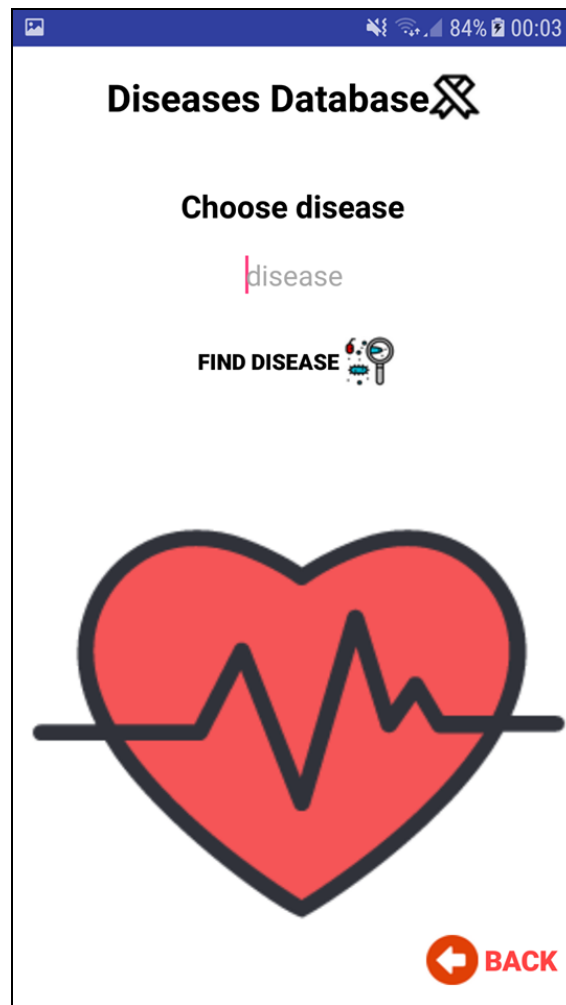 84% 00:03
Diseases Database
Choose disease
disease
FIND DISEASE
BACK